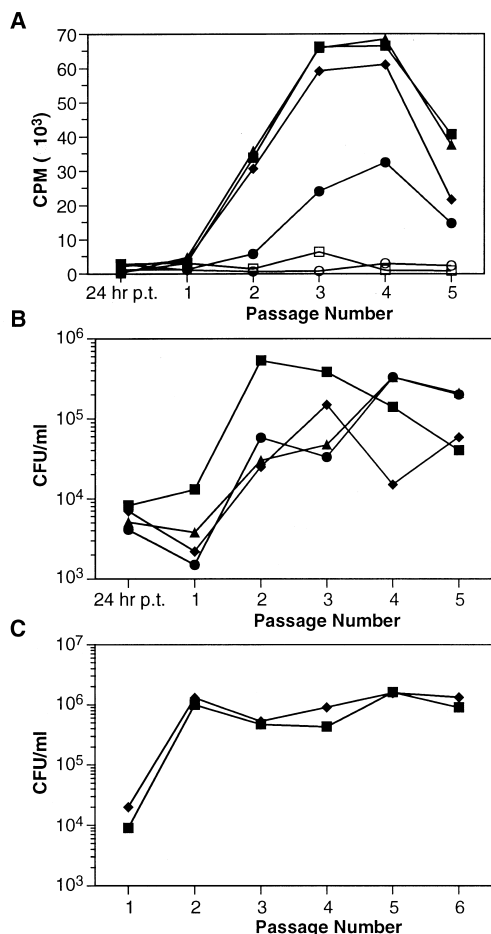 A
70
60
50
40
30
20
10
0
CPM ( 10³)
24 hr p.t. 1 2 3 4 5
Passage Number
B
10⁶
10⁵
10⁴
10³
CFU/ml
24 hr p.t. 1 2 3 4 5
Passage Number
C
10⁷
10⁶
10⁵
10⁴
10³
CFU/ml
1 2 3 4 5 6
Passage Number